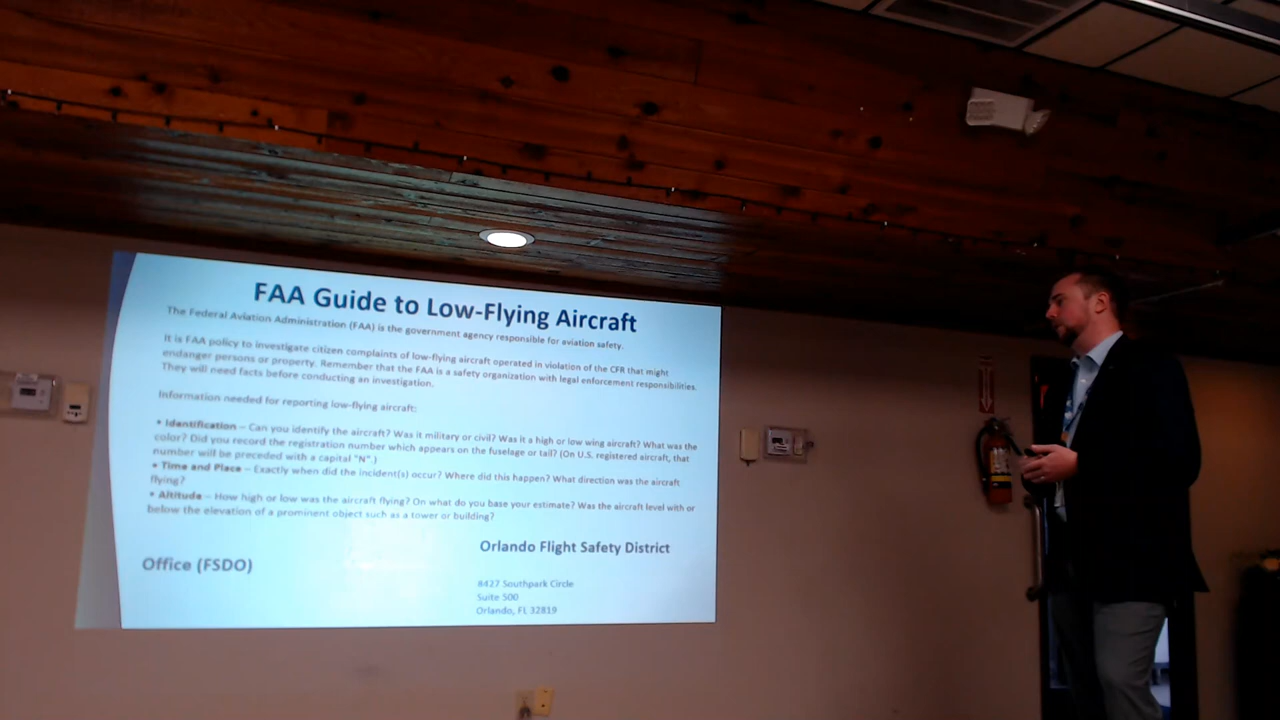 FAA Guide to Low-Flying Aircraft
The Federal Aviation Administration (FAA) is the government agency responsible for aviation safety.
It is FAA policy to investigate citizen complaints of low-flying aircraft operated in violation of the CFR that might
endanger persons or property. Remember that the FAA is a safety organization with legal enforcement responsibilities.
They will need facts before conducting an investigation.
Information needed for reporting low-flying aircraft:
• Identification – Can you identify the aircraft? Was it military or civil? Was it a high or low wing aircraft? What was the
color? Did you record the registration number which appears on the fuselage or tail? (On U.S. registered aircraft, that
number will be preceded with a capital "N".)
• Time and Place – Exactly when did the incident(s) occur? Where did this happen? What direction was the aircraft
flying?
• Altitude – How high or low was the aircraft flying? On what do you base your estimate? Was the aircraft level with or
below the elevation of a prominent object such as a tower or building?
Orlando Flight Safety District
Office (FSDO)
8427 Southpark Circle
Suite 500
Orlando, FL 32819